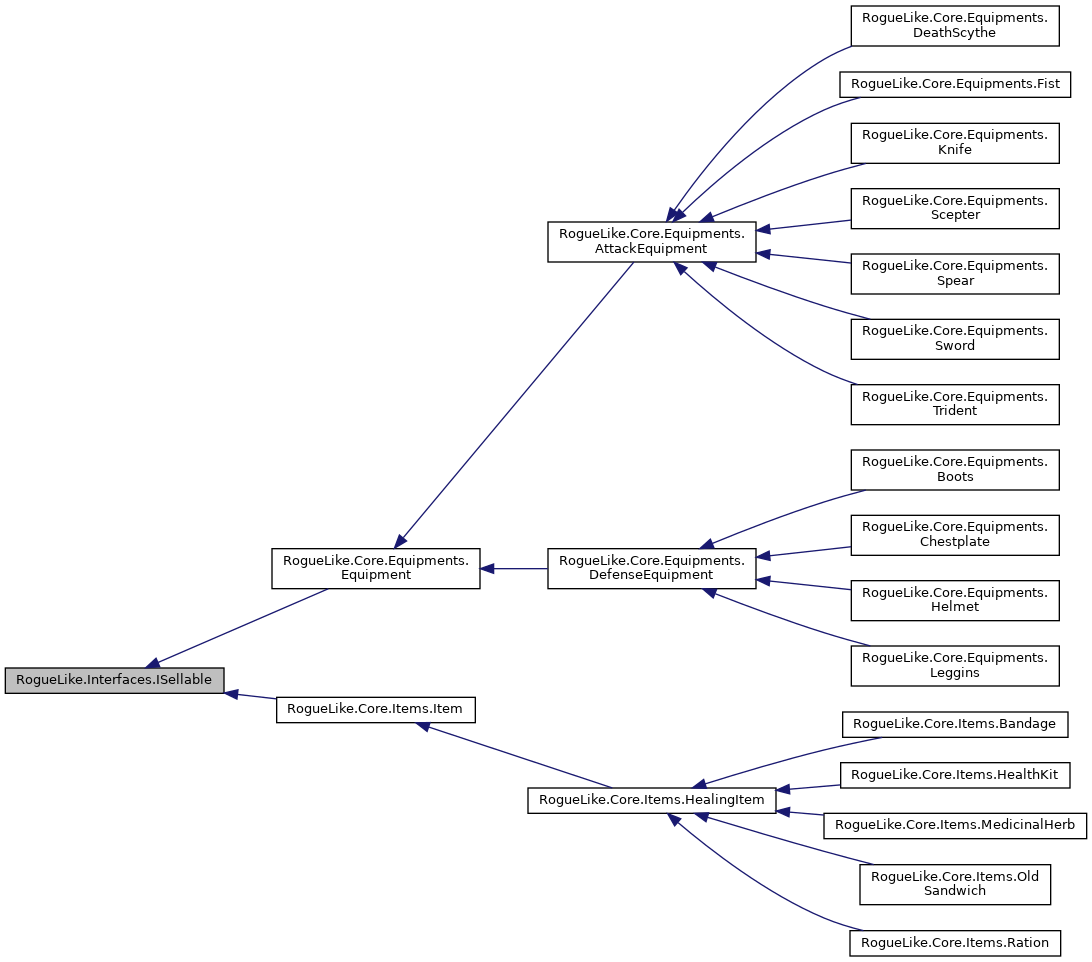 RogueLike.Core.Equipments.
DeathScythe
RogueLike.Core.Equipments.Fist
RogueLike.Core.Equipments.
Knife
RogueLike.Core.Equipments.
Scepter
RogueLike.Core.Equipments.
AttackEquipment
RogueLike.Core.Equipments.
Spear
RogueLike.Core.Equipments.
Sword
RogueLike.Core.Equipments.
Trident
RogueLike.Core.Equipments.
Boots
RogueLike.Core.Equipments.
Chestplate
RogueLike.Core.Equipments.
Equipment
RogueLike.Core.Equipments.
DefenseEquipment
RogueLike.Core.Equipments.
Helmet
RogueLike.Core.Equipments.
Leggins
RogueLike.Interfaces.ISellable
RogueLike.Core.Items.Item
RogueLike.Core.Items.Bandage
RogueLike.Core.Items.HealthKit
RogueLike.Core.Items.HealingItem
RogueLike.Core.Items.MedicinalHerb
RogueLike.Core.Items.Old
Sandwich
RogueLike.Core.Items.Ration